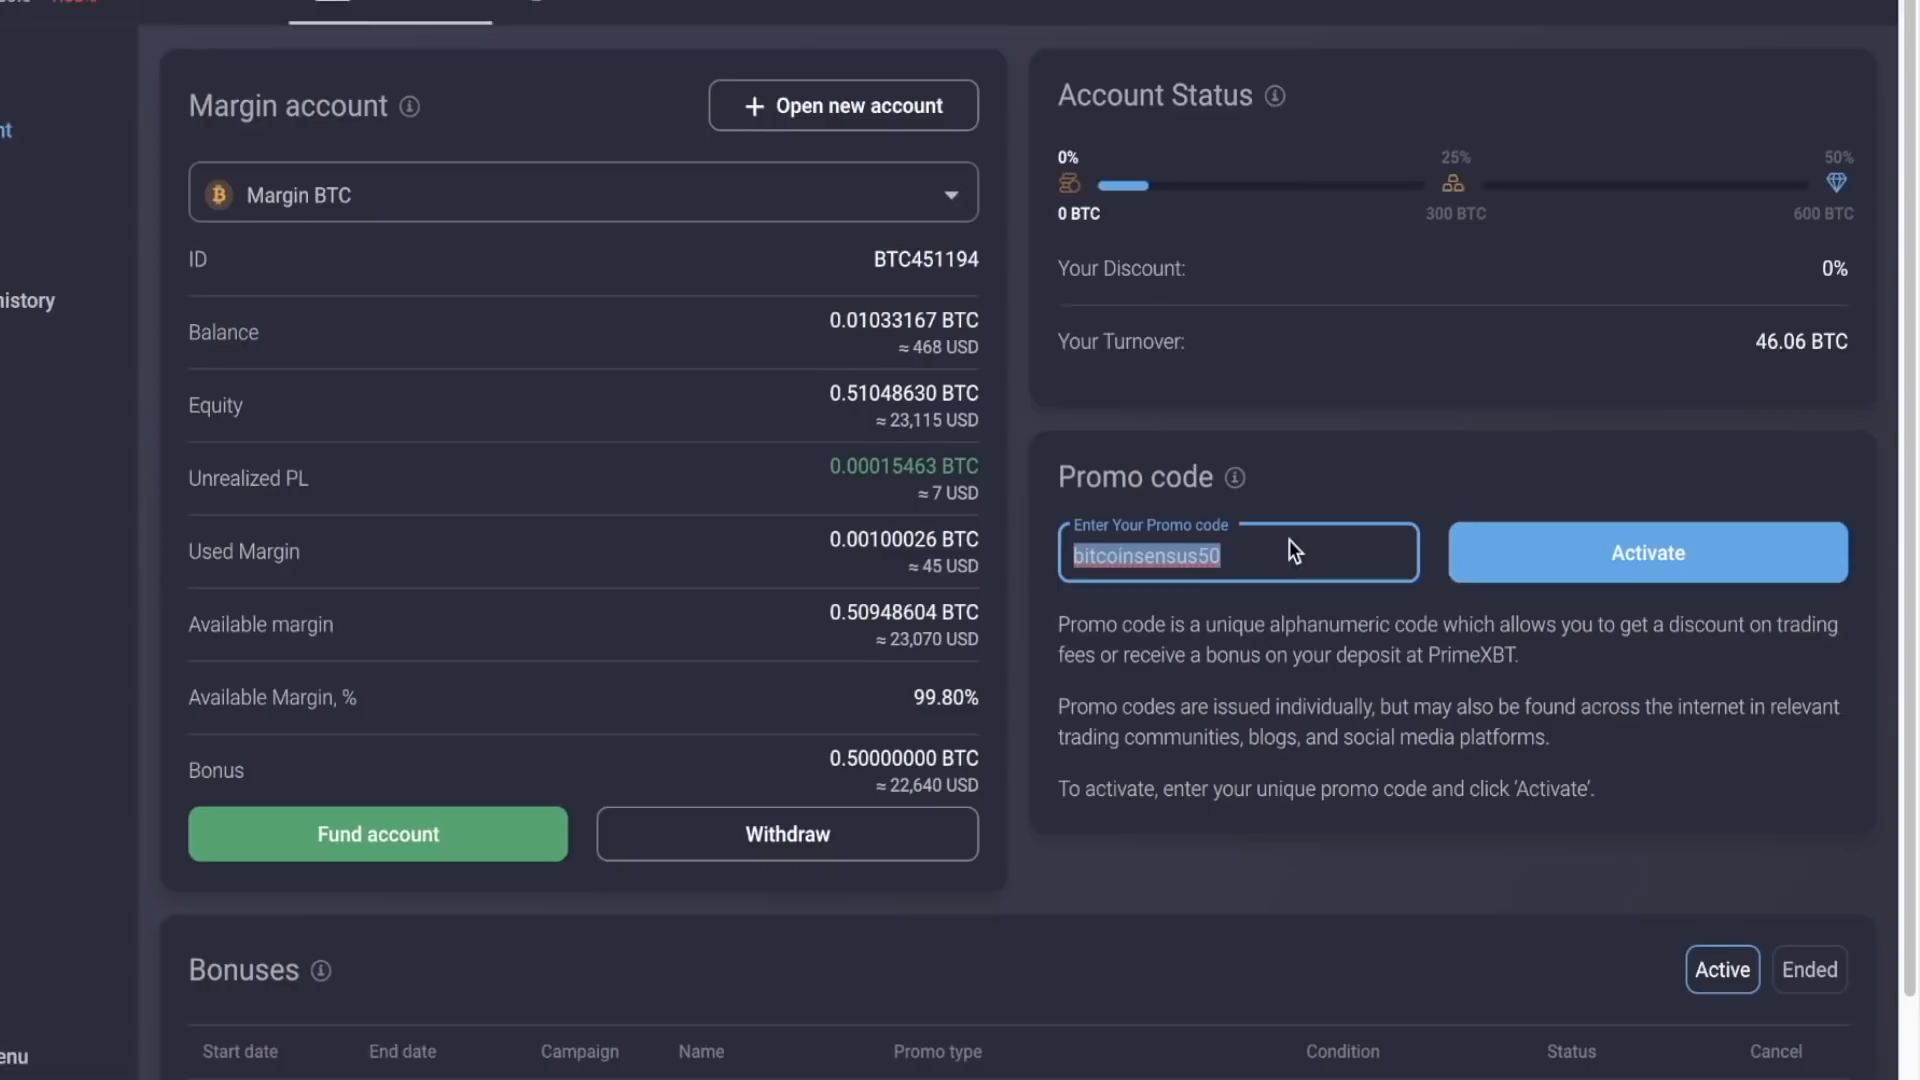 Margin account
+ Open new account
Margin BTC
ID BTC451194
Balance 0.01033167 BTC
≈ 468 USD
Equity 0.51048630 BTC
≈ 23,115 USD
Unrealized PL 0.00015463 BTC
≈ 7 USD
Used Margin 0.00100026 BTC
≈ 45 USD
Available margin 0.50948604 BTC
≈ 23,070 USD
Available Margin, % 99.80%
Bonus 0.50000000 BTC
≈ 22,640 USD
Fund account Withdraw
Account Status
0% 25% 50%
0 BTC 300 BTC 600 BTC
Your Discount: 0%
Your Turnover: 46.06 BTC
Promo code
Enter Your Promo code
bitcoinsensus50
Activate
Promo code is a unique alphanumeric code which allows you to get a discount on trading
fees or receive a bonus on your deposit at PrimeXBT.
Promo codes are issued individually, but may also be found across the internet in relevant
trading communities, blogs, and social media platforms.
To activate, enter your unique promo code and click ‘Activate’.
Bonuses
Active Ended
Start date End date Campaign Name Promo type Condition Status Cancel